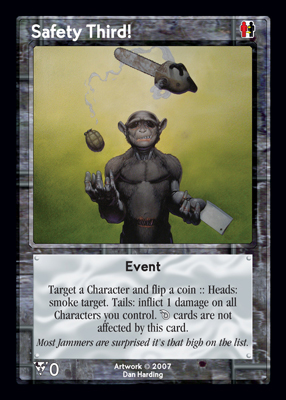 Safety Third!
Event
Target a Character and flip a coin :: Heads:
smoke target. Tails: inflict 1 damage on all
Characters you control. cards are not
affected by this card.
Most Jammers are surprised it's that high on the list.
0
Artwork © 2007
Dan Harding